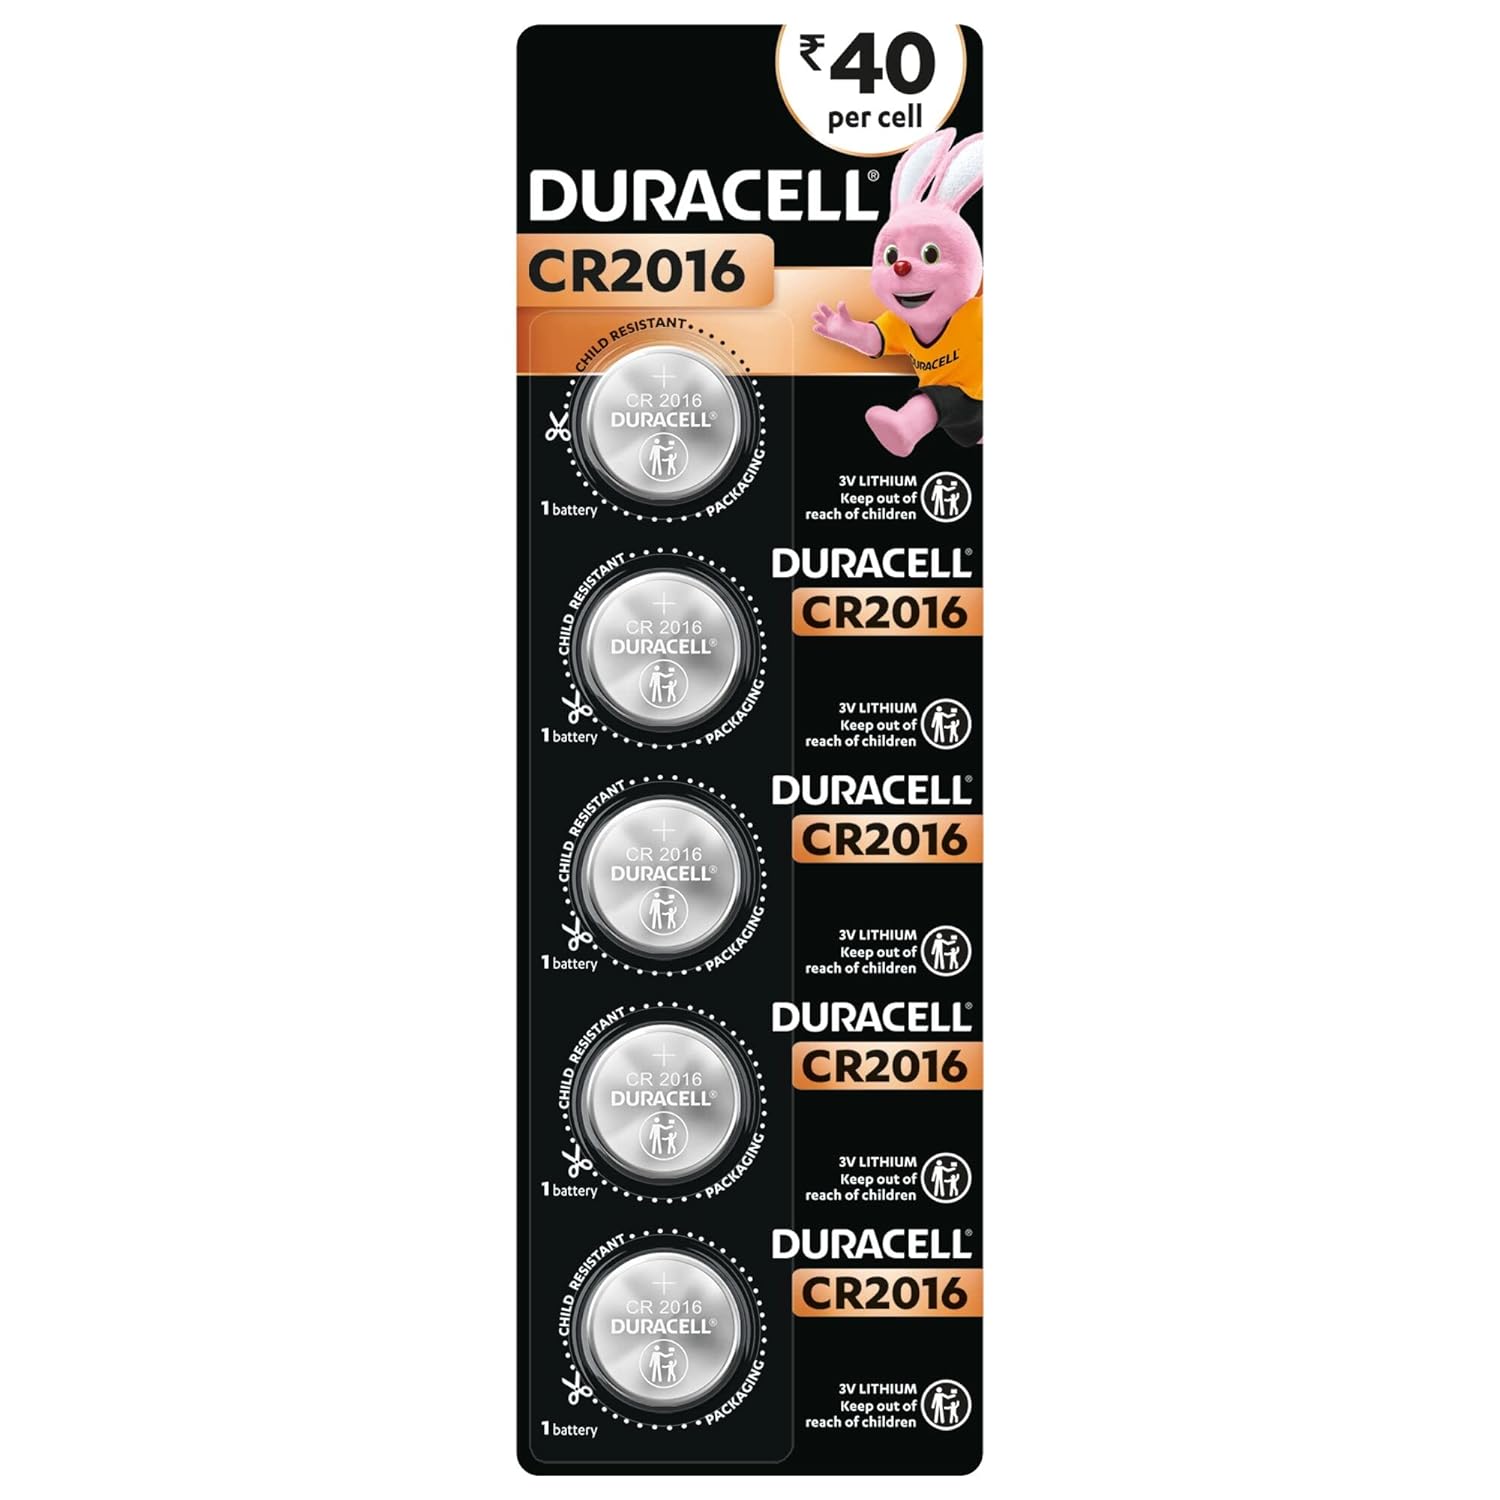 ₹40
per cell
DURACELL®
CR2016
DURACELL
CHILD RESISTANT
+
CR 2016
DURACELL®
PACKAGING
1 battery
3V LITHIUM
Keep out of
reach of children
DURACELL®
CR2016
CHILD RESISTANT
+
CR 2016
DURACELL®
PACKAGING
1 battery
3V LITHIUM
Keep out of
reach of children
DURACELL®
CR2016
CHILD RESISTANT
+
CR 2016
DURACELL®
PACKAGING
1 battery
3V LITHIUM
Keep out of
reach of children
DURACELL®
CR2016
CHILD RESISTANT
+
CR 2016
DURACELL®
PACKAGING
1 battery
3V LITHIUM
Keep out of
reach of children
DURACELL®
CR2016
CHILD RESISTANT
+
CR 2016
DURACELL®
PACKAGING
1 battery
3V LITHIUM
Keep out of
reach of children